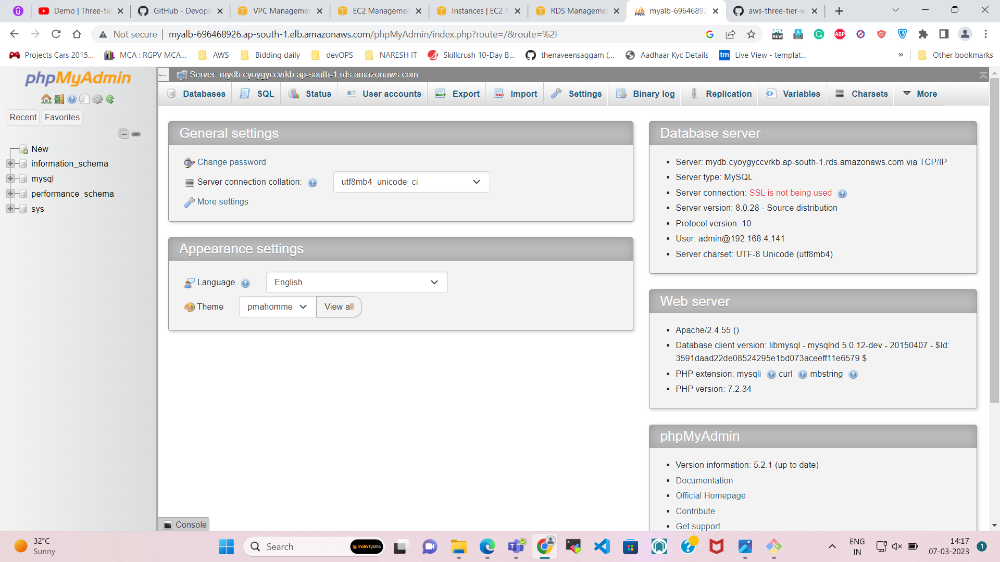 Demo | Three-tie
GitHub - Devops
VPC Managemen
EC2 Managemen
Instances | EC2 M
RDS Managemen
PMA
myalb-69646892
aws-three-tier-w
Not secure
myalb-696468926.ap-south-1.elb.amazonaws.com/phpMyAdmin/index.php?route=/&route=%2F
NEW
ABP
Projects Cars 2015...
MCA : RGPV MCA...
AWS
Bidding daily
devOPS
NARESH IT
Skillcrush 10-Day B...
thenaveensaggam (...
Aadhaar Kyc Details
tm
Live View - templat...
»
Other bookmarks
phpMyAdmin
Recent
Favorites
New
information_schema
mysql
performance_schema
sys
Server: mydb.cyoygyccvrkb.ap-south-1.rds.amazonaws.com
Databases
SQL
Status
User accounts
Export
Import
Settings
Binary log
Replication
Variables
Charsets
More
General settings
Change password
Server connection collation:
utf8mb4_unicode_ci
More settings
Appearance settings
Language
English
Theme
pmahomme
View all
Database server
• Server: mydb.cyoygyccvrkb.ap-south-1.rds.amazonaws.com via TCP/IP
• Server type: MySQL
• Server connection: SSL is not being used
• Server version: 8.0.28 - Source distribution
• Protocol version: 10
• User: admin@192.168.4.141
• Server charset: UTF-8 Unicode (utf8mb4)
Web server
• Apache/2.4.55 ()
• Database client version: libmysql - mysqlnd 5.0.12-dev - 20150407 - $Id:
3591daad22de08524295e1bd073aceeff11e6579 $
• PHP extension: mysqli curl mbstring
• PHP version: 7.2.34
phpMyAdmin
• Version information: 5.2.1 (up to date)
• Documentation
• Official Homepage
• Contribute
• Get support
Console
32°C
Sunny
Search
motivitylabs
ENG
IN
14:17
07-03-2023
1